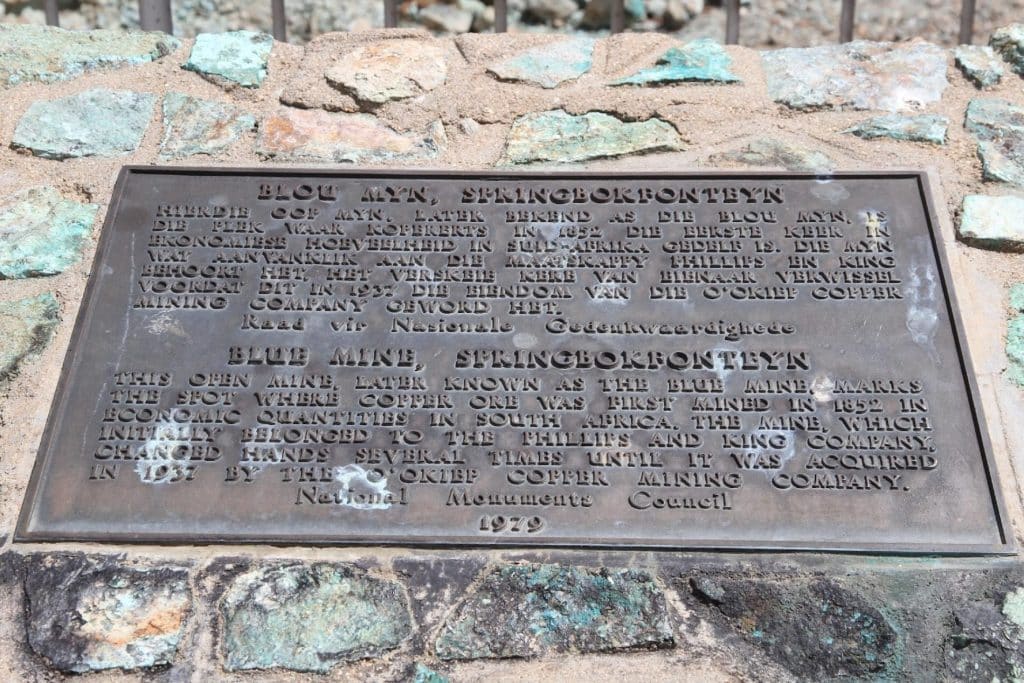 BLOU MYN, SPRINGBOKFONTEYN
HIERDIE OOP MYN, LATER BEKEND AS DIE BLOU MYN, IS
DIE PLEK WAAR KOPERERTS IN 1852 DIE EERSTE KEER IN
EKONOMIESE HOEVEELHEID IN SUID-AFRIKA GEDELF IS. DIE MYN
WAT AANVANKLIK AAN DIE MAATSKAPPY PHILLIPS EN KING
BEHOORT HET, HET VERSKEIE KERE VAN EIENAAR VERWISSEL
VOORDAT DIT IN 1937 DIE EIENDOM VAN DIE O'OKIEP COPPER
MINING COMPANY GEWORD HET.
Raad vir Nasionale Gedenkwaardighede
BLUE MINE, SPRINGBOKFONTEYN
THIS OPEN MINE, LATER KNOWN AS THE BLUE MINE, MARKS
THE SPOT WHERE COPPER ORE WAS FIRST MINED IN 1852 IN
ECONOMIC QUANTITIES IN SOUTH AFRICA. THE MINE, WHICH
INITIALLY BELONGED TO THE PHILLIPS AND KING COMPANY,
CHANGED HANDS SEVERAL TIMES UNTIL IT WAS ACQUIRED
IN 1937 BY THE O'OKIEP COPPER MINING COMPANY.
National Monuments Council
1979